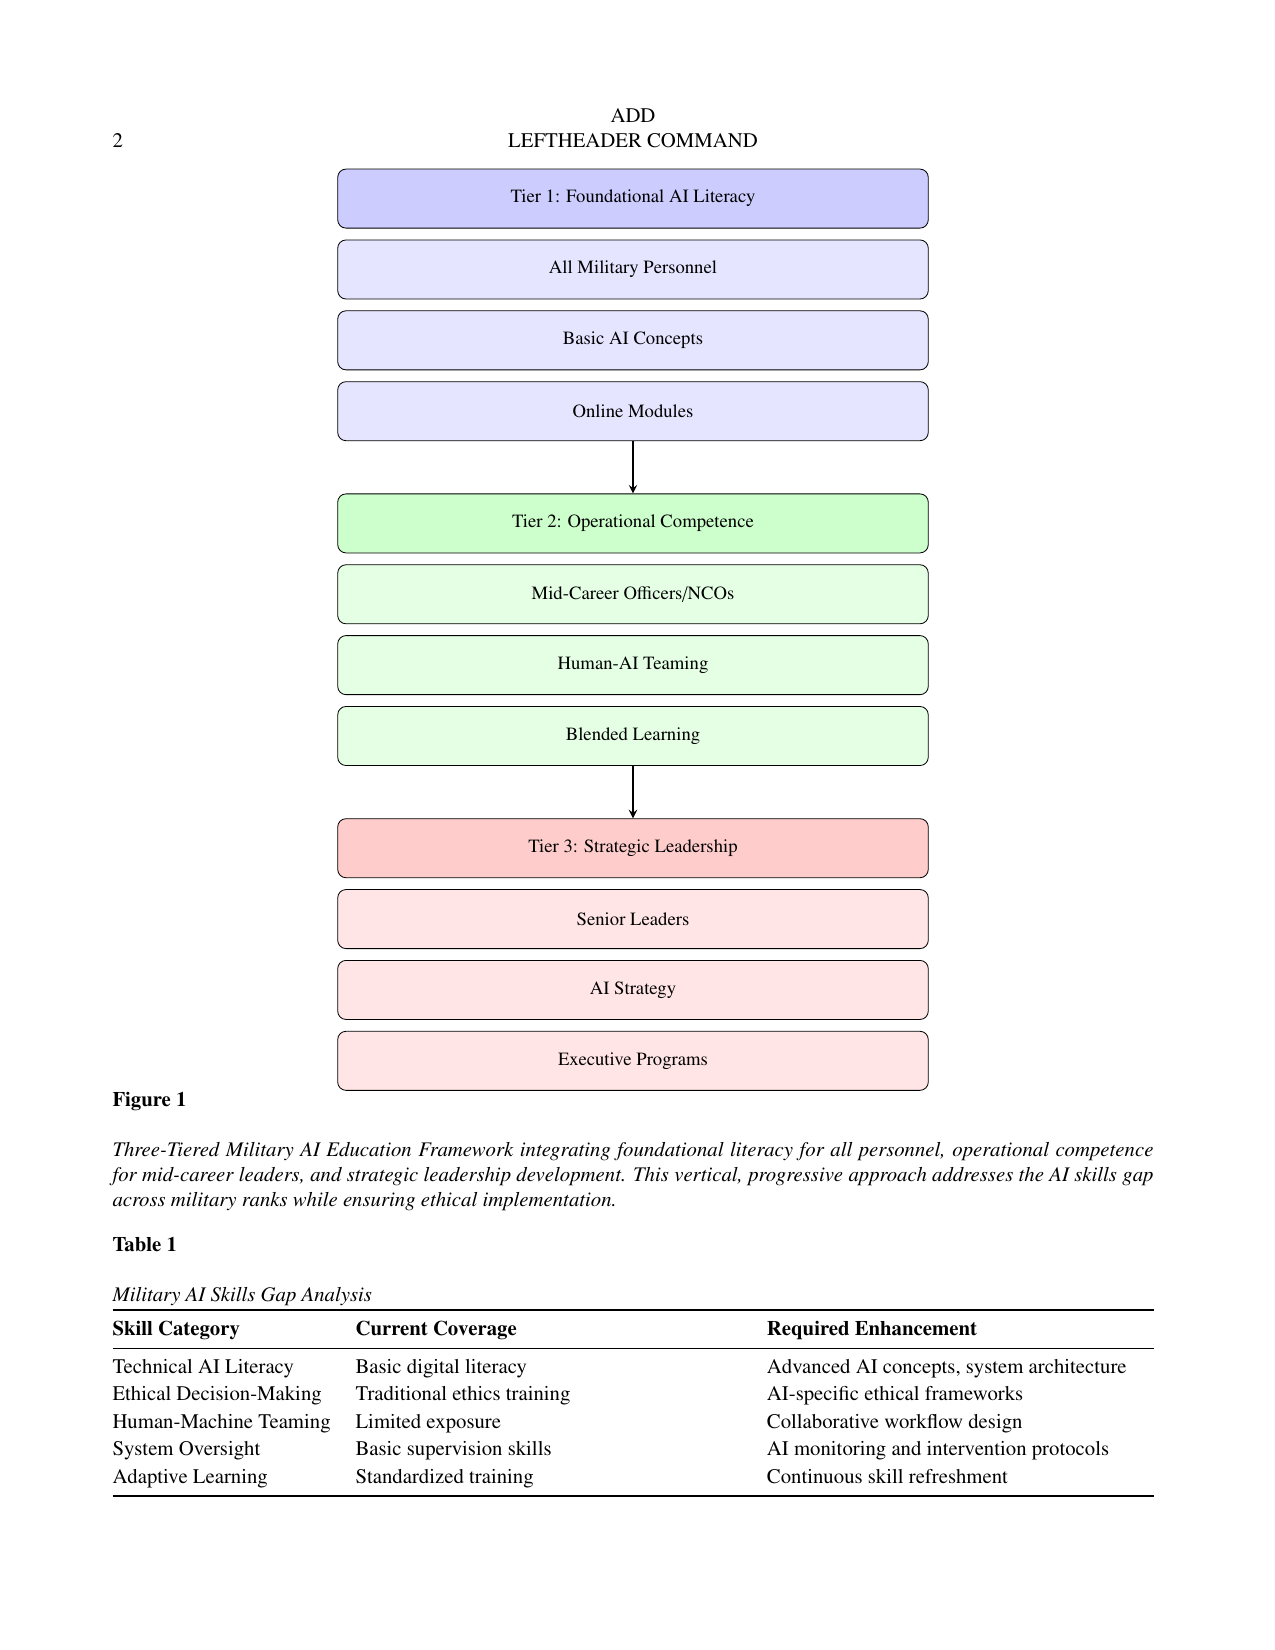 ADD
2 LEFTHEADER COMMAND
Tier 1: Foundational AI Literacy
All Military Personnel
Basic AI Concepts
Online Modules
Tier 2: Operational Competence
Mid-Career Officers/NCOs
Human-AI Teaming
Blended Learning
Tier 3: Strategic Leadership
Senior Leaders
AI Strategy
Executive Programs
Figure 1
Three-Tiered Military AI Education Framework integrating foundational literacy for all personnel, operational competence
for mid-career leaders, and strategic leadership development. This vertical, progressive approach addresses the AI skills gap
across military ranks while ensuring ethical implementation.
Table 1
Military AI Skills Gap Analysis
Skill Category Current Coverage Required Enhancement
Technical AI Literacy Basic digital literacy Advanced AI concepts, system architecture
Ethical Decision-Making Traditional ethics training AI-specific ethical frameworks
Human-Machine Teaming Limited exposure Collaborative workflow design
System Oversight Basic supervision skills AI monitoring and intervention protocols
Adaptive Learning Standardized training Continuous skill refreshment